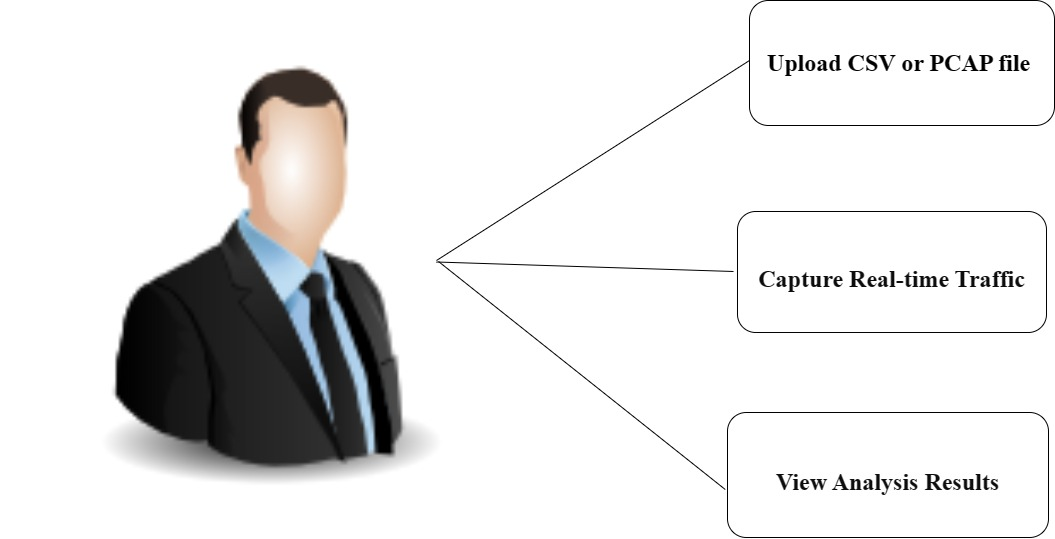 Upload CSV or PCAP file
Capture Real-time Traffic
View Analysis Results